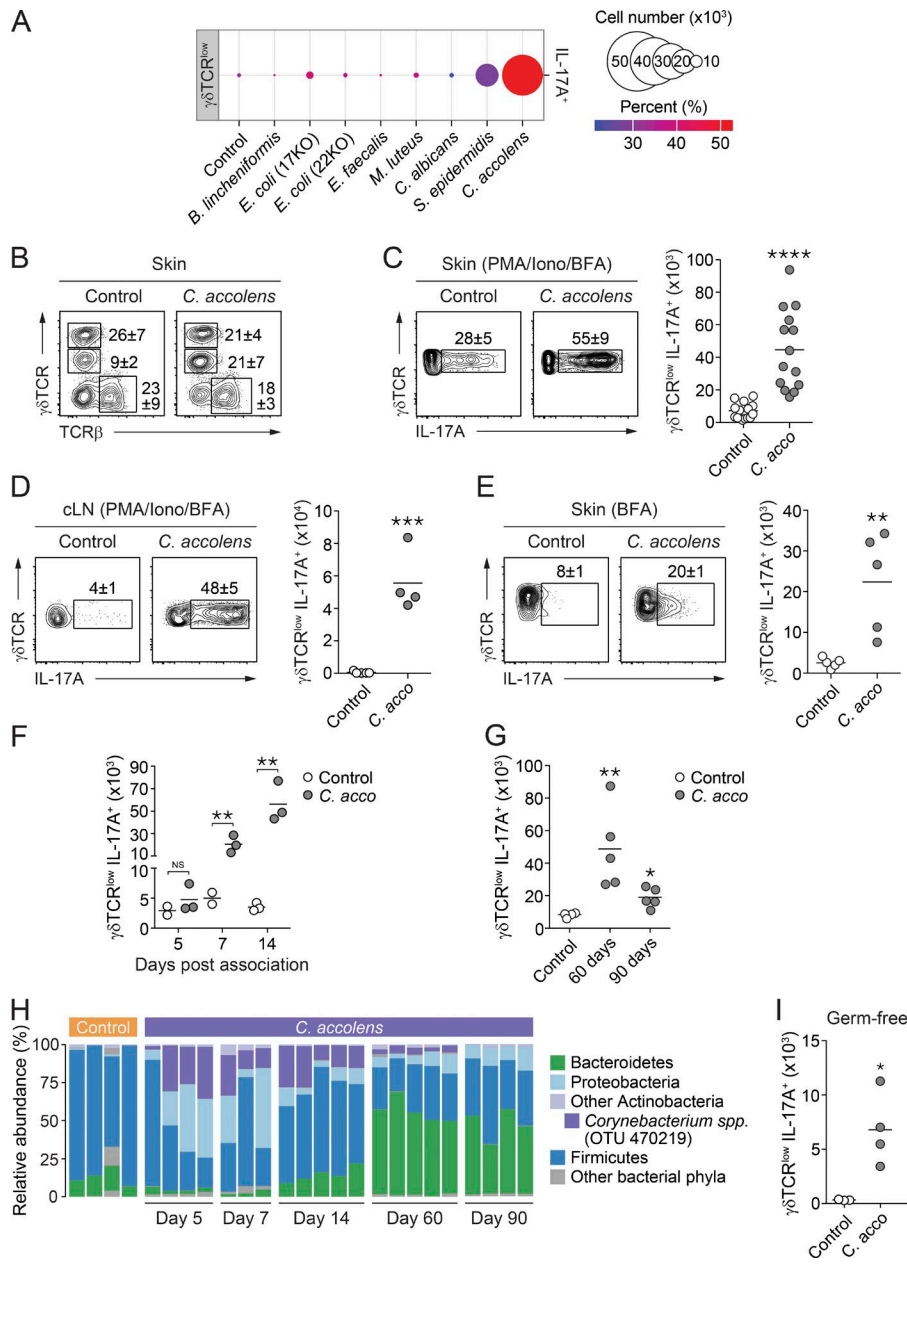 A
Cell number (x10³)
γδTCRˡᵒʷ
IL-17A⁺
50 40 30 20 10
Percent (%)
30 40 50
Control
B. lincheniformis
E. coli (17KO)
E. coli (22KO)
E. faecalis
M. luteus
C. albicans
S. epidermidis
C. accolens
B
Skin
Control C. accolens
26±7
9±2
23
±9
21±4
21±7
18
±3
γδTCR
TCRβ
C
Skin (PMA/Iono/BFA)
Control C. accolens
28±5
55±9
γδTCR
IL-17A
γδTCRˡᵒʷ IL-17A⁺ (x10³)
100
80
60
40
20
0
****
Control
C. acco
D
cLN (PMA/Iono/BFA)
Control C. accolens
4±1
48±5
γδTCR
IL-17A
γδTCRˡᵒʷ IL-17A⁺ (x10⁴)
10
8
6
4
2
0
***
Control
C. acco
E
Skin (BFA)
Control C. accolens
8±1
20±1
γδTCR
IL-17A
γδTCRˡᵒʷ IL-17A⁺ (x10³)
40
30
20
10
0
**
Control
C. acco
F
γδTCRˡᵒʷ IL-17A⁺ (x10³)
90
70
50
30
10
10
5
0
NS
**
**
Control
C. acco
5 7 14
Days post association
G
γδTCRˡᵒʷ IL-17A⁺ (x10³)
100
80
60
40
20
0
**
*
Control
C. acco
Control
60 days
90 days
H
Control C. accolens
Relative abundance (%)
100
75
50
25
0
Day 5 Day 7 Day 14 Day 60 Day 90
Bacteroidetes
Proteobacteria
Other Actinobacteria
Corynebacterium spp.
(OTU 470219)
Firmicutes
Other bacterial phyla
I
Germ-free
γδTCRˡᵒʷ IL-17A⁺ (x10³)
15
10
5
0
*
Control
C. acco